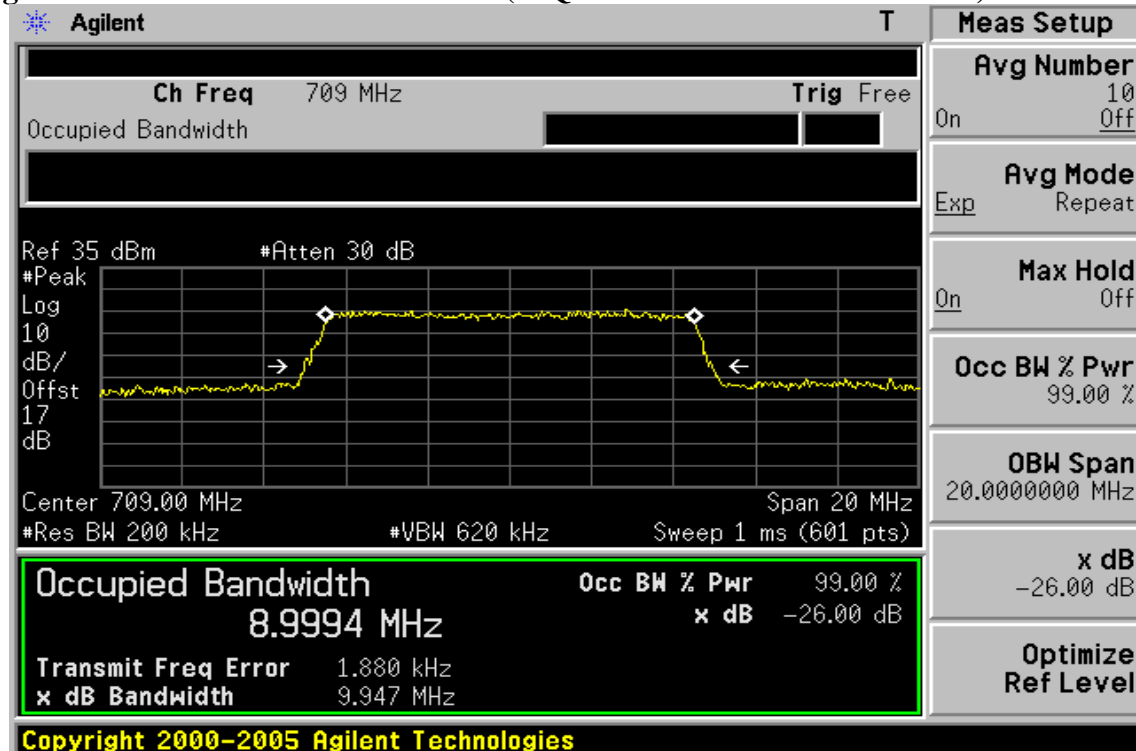 Agilent T
Ch Freq 709 MHz Trig Free
Occupied Bandwidth
Ref 35 dBm #Atten 30 dB
#Peak
Log
10
dB/
Offst
17
dB
Center 709.00 MHz Span 20 MHz
#Res BW 200 kHz #VBW 620 kHz Sweep 1 ms (601 pts)
Occupied Bandwidth
8.9994 MHz
Occ BW % Pwr 99.00 %
x dB -26.00 dB
Transmit Freq Error 1.880 kHz
x dB Bandwidth 9.947 MHz
Copyright 2000-2005 Agilent Technologies
Meas Setup
Avg Number
10
On Off
Avg Mode
Exp Repeat
Max Hold
On Off
Occ BW % Pwr
99.00 %
OBW Span
20.0000000 MHz
x dB
-26.00 dB
Optimize
Ref Level